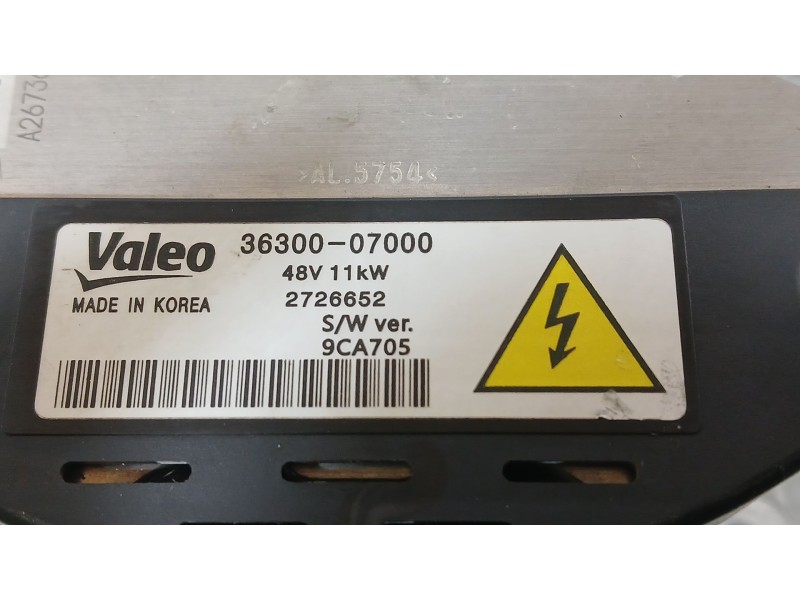 >AL.5754<
Valeo 36300-07000
48V 11kW
MADE IN KOREA 2726652
S/W ver.
9CA705